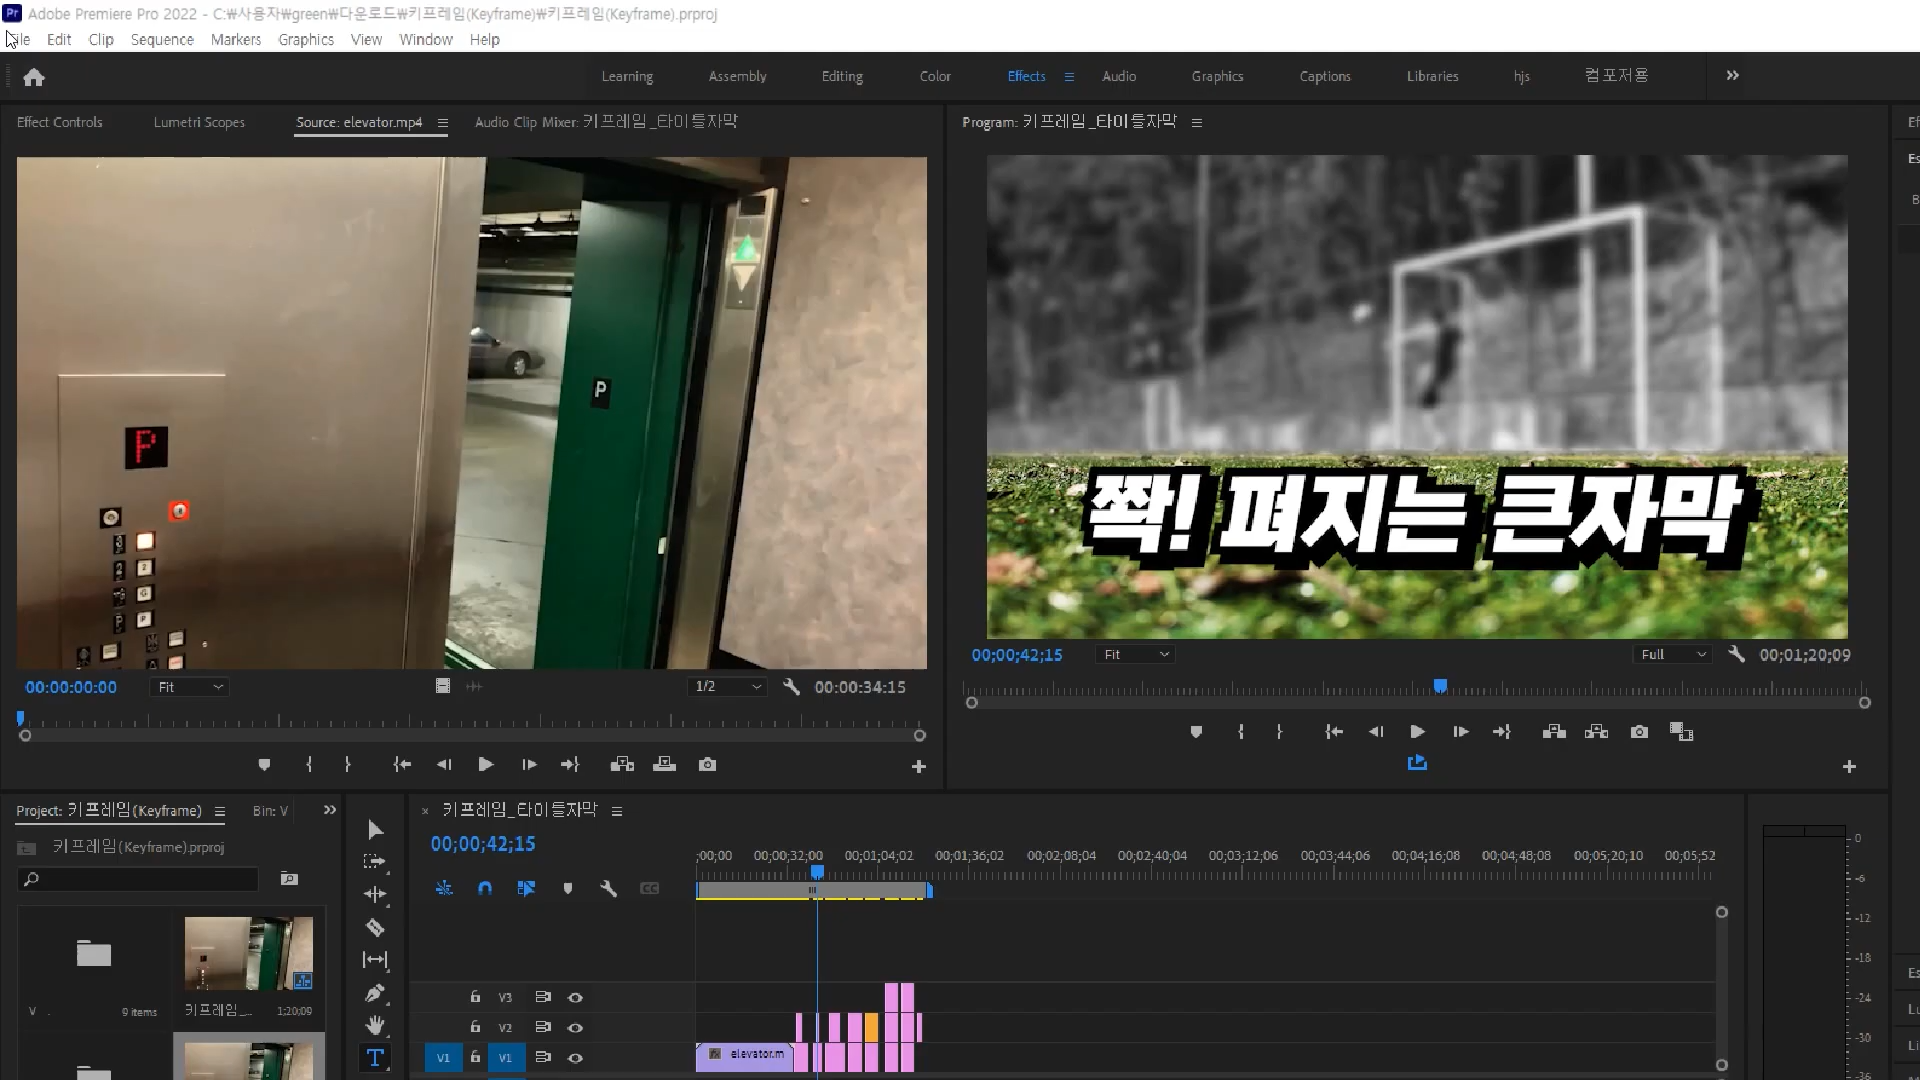 Adobe Premiere Pro 2022 - C:₩사용자₩green₩다운로드₩키프레임(Keyframe)₩키프레임(Keyframe).prproj
File Edit Clip Sequence Markers Graphics View Window Help
Learning Assembly Editing Color Effects Audio Graphics Captions Libraries hjs 컴포저용
Effect Controls Lumetri Scopes Source: elevator.mp4 Audio Clip Mixer: 키프레임_타이틀자막
Program: 키프레임_타이틀자막
Ef
Es
B
P
P
2
G
P
짝! 펴지는 큰자막
00;00;00;00 Fit 1/2 00:00:34:15
00;00;42;15 Fit Full 00;01;20;09
Project: 키프레임(Keyframe) Bin: V
키프레임(Keyframe).prproj
V 9 items
키프레임_... 1;20;09
키프레임_타이틀자막
00;00;42;15
;00;00 00;00;32;00 00;01;04;02 00;01;36;02 00;02;08;04 00;02;40;04 00;03;12;06 00;03;44;06 00;04;16;08 00;04;48;08 00;05;20;10 00;05;52
CC
V3
V2
V1 V1
elevator.m
0
-6
-12
-18
-24
-30
-36
Es
Lu
Li